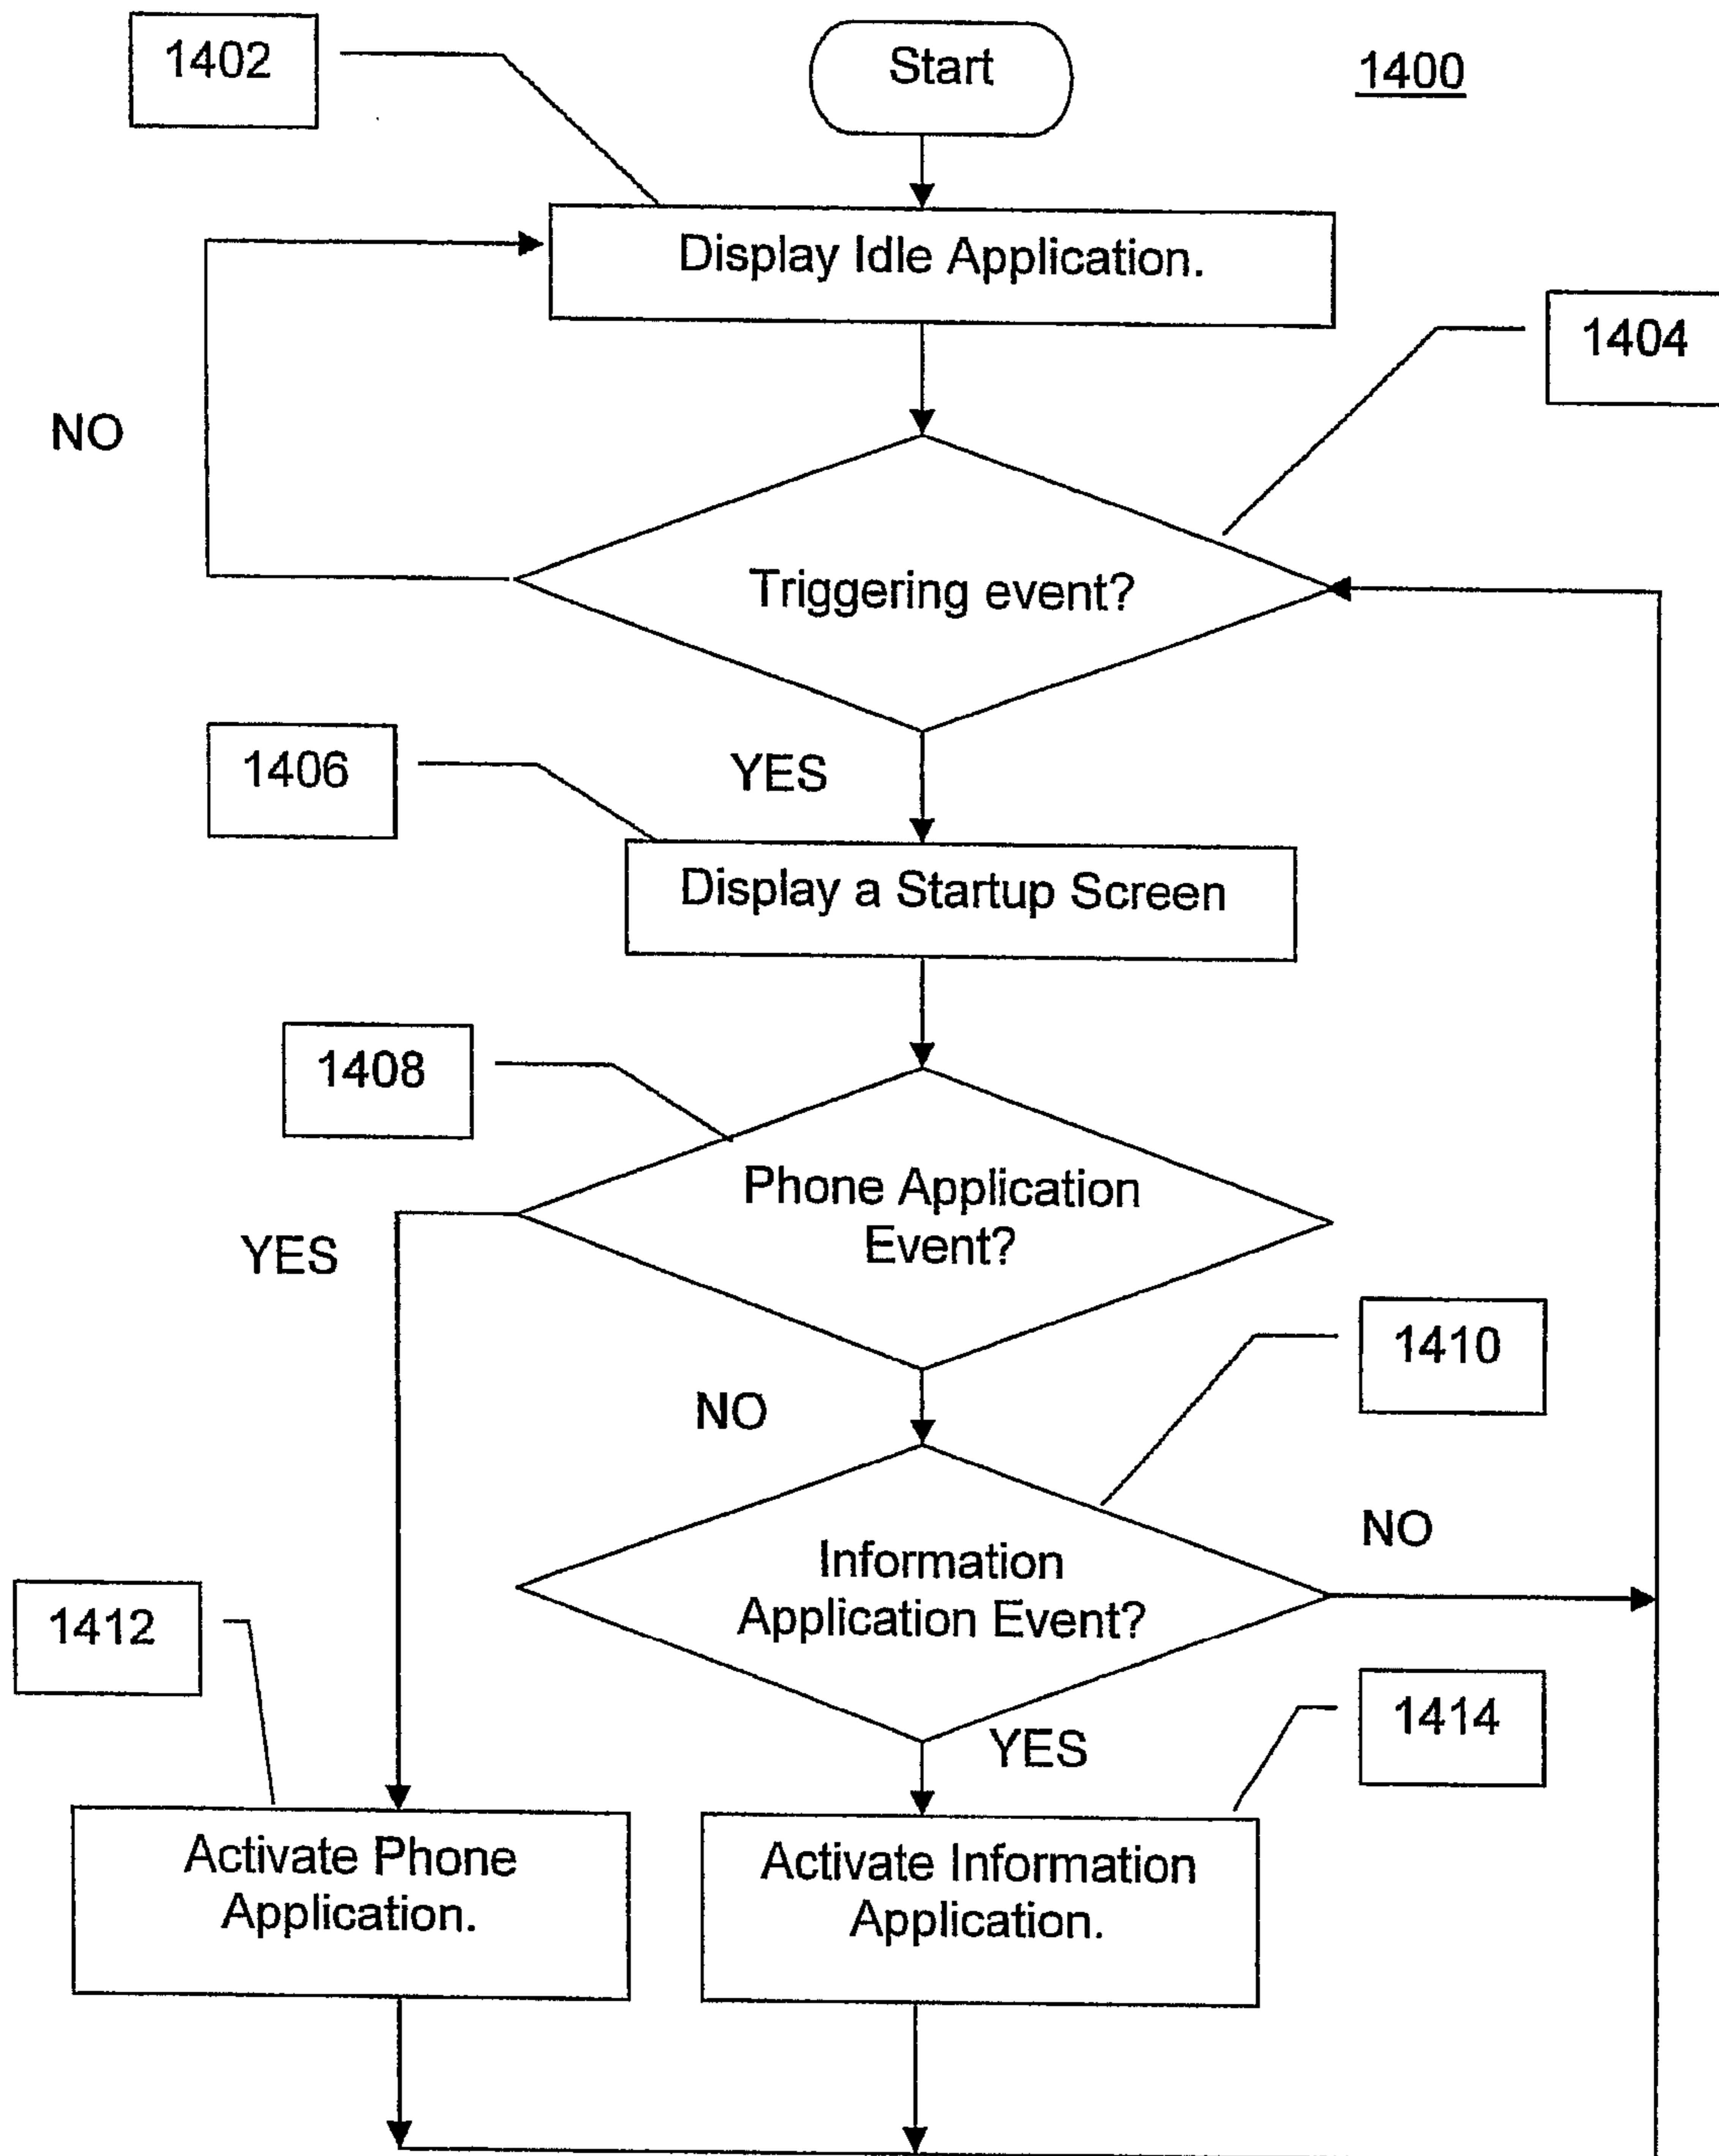 1402
Start
1400
Display Idle Application.
1404
NO
Triggering event?
1406
YES
Display a Startup Screen
1408
Phone Application
Event?
YES
1410
NO
NO
Information
Application Event?
1412
1414
YES
Activate Phone
Application.
Activate Information
Application.